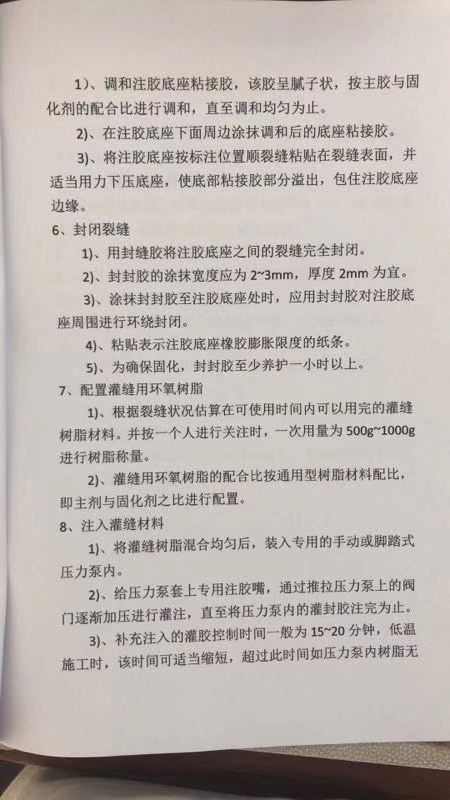 1）、调和注胶底座粘接胶，该胶呈腻子状，按主胶与固
化剂的配合比进行调和，直至调和均匀为止。
2）、在注胶底座下面周边涂抹调和后的底座粘接胶。
3）、将注胶底座按标注位置顺裂缝粘贴在裂缝表面，并
适当用力下压底座，使底部粘接胶部分溢出，包住注胶底座
边缘。
6、封闭裂缝
1）、用封缝胶将注胶底座之间的裂缝完全封闭。
2）、封封胶的涂抹宽度应为 2~3mm，厚度 2mm 为宜。
3）、涂抹封封胶至注胶底座处时，应用封封胶对注胶底
座周围进行环绕封闭。
4）、粘贴表示注胶底座橡胶膨胀限度的纸条。
5）、为确保固化，封封胶至少养护一小时以上。
7、配置灌缝用环氧树脂
1）、根据裂缝状况估算在可使用时间内可以用完的灌缝
树脂材料。并按一个人进行关注时，一次用量为 500g~1000g
进行树脂称量。
2）、灌缝用环氧树脂的配合比按通用型树脂材料配比，
即主剂与固化剂之比进行配置。
8、注入灌缝材料
1）、将灌缝树脂混合均匀后，装入专用的手动或脚踏式
压力泵内。
2）、给压力泵套上专用注胶嘴，通过推拉压力泵上的阀
门逐渐加压进行灌注，直至将压力泵内的灌封胶注完为止。
3）、补充注入的灌胶控制时间一般为 15~20 分钟，低温
施工时，该时间可适当缩短，超过此时间如压力泵内树脂无